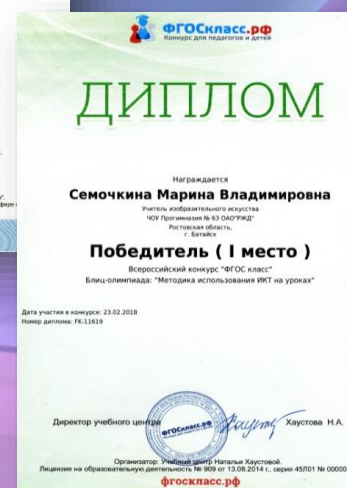 ФГОСкласс.рф
Конкурс для педагогов и детей
ДИПЛОМ
Награждается
Семочкина Марина Владимировна
Учитель изобразительного искусства
ЧОУ Прогимназия № 63 ОАО"РЖД"
Ростовская область,
г. Батайск
Победитель ( I место )
Всероссийский конкурс "ФГОС класс"
Блиц-олимпиада: "Методика использования ИКТ на уроках"
Дата участия в конкурсе: 23.02.2018
Номер диплома: FK-11619
Директор учебного центра
Хаустова Н.А.
ФГОСкласс.рф
Организатор: Учебный центр Натальи Хаустовой.
Лицензия на образовательную деятельность № 909 от 13.08.2014 г., серия 45Л01 № 00000
фгоскласс.рф